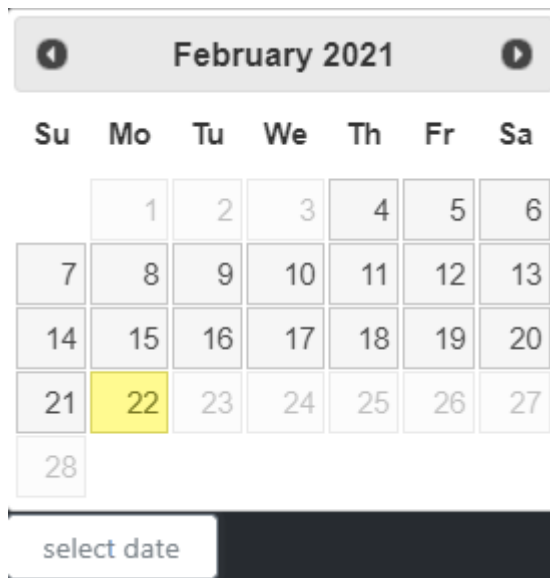 February 2021
Su Mo Tu We Th Fr Sa
1 2 3 4 5 6
7 8 9 10 11 12 13
14 15 16 17 18 19 20
21 22 23 24 25 26 27
28
select date